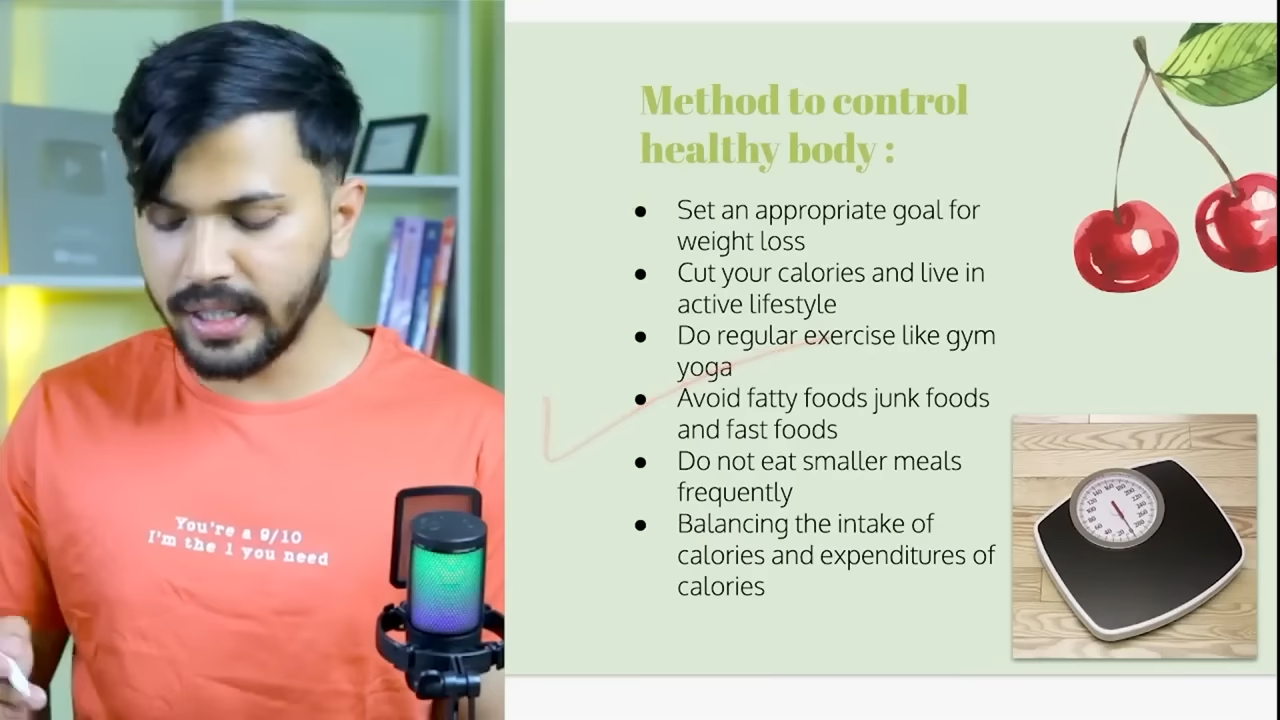 You're a 9/10
I'm the 1 you need
Method to control
healthy body :
● Set an appropriate goal for
weight loss
● Cut your calories and live in
active lifestyle
● Do regular exercise like gym
yoga
● Avoid fatty foods junk foods
and fast foods
● Do not eat smaller meals
frequently
● Balancing the intake of
calories and expenditures of
calories